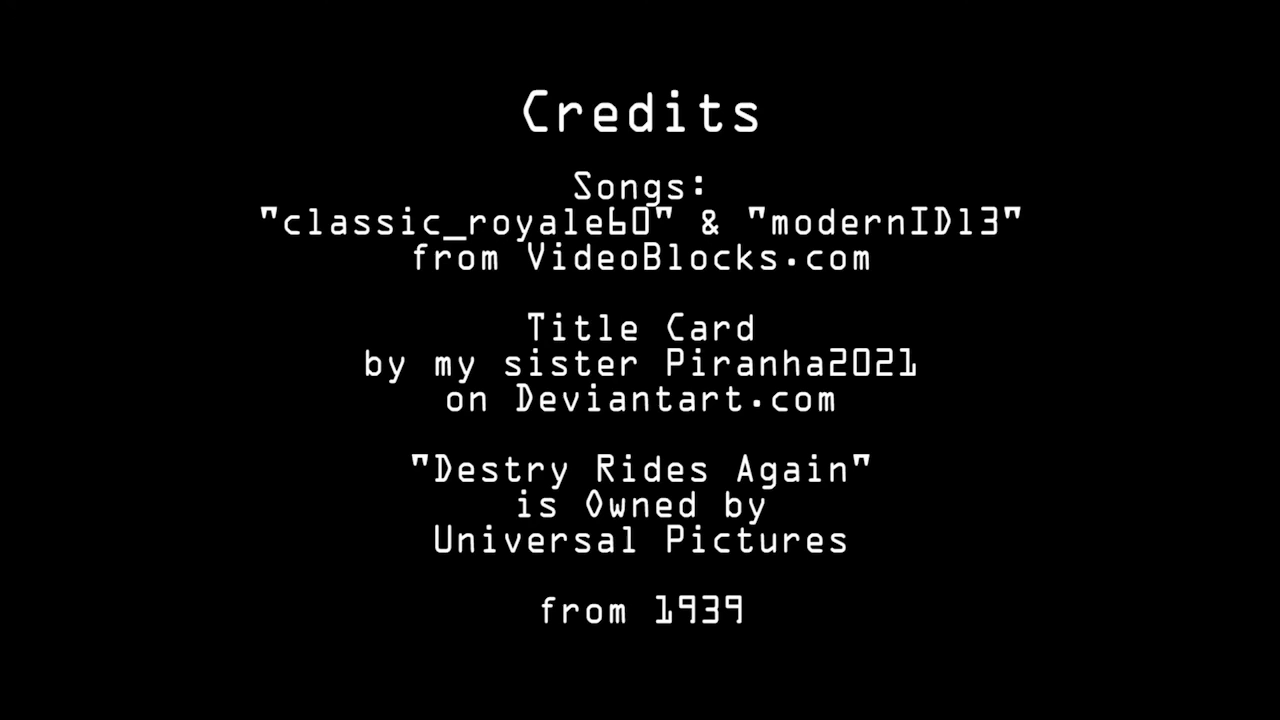 Credits
Songs:
"classic_royale60" & "modernID13"
from VideoBlocks.com
Title Card
by my sister Piranha2021
on Deviantart.com
"Destry Rides Again"
is Owned by
Universal Pictures
from 1939